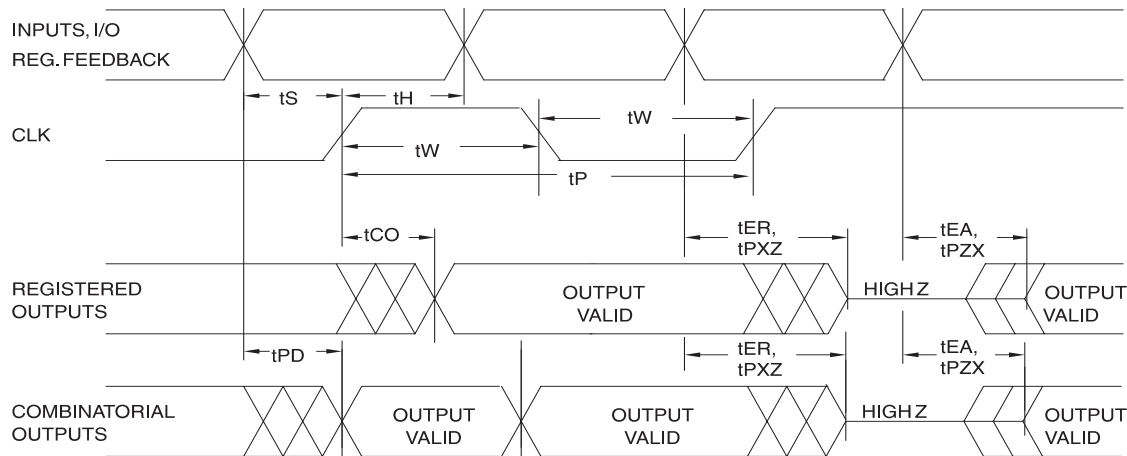 INPUTS, I/O
REG. FEEDBACK
tS
tH
CLK
tW
tW
tP
tCO
tER,
tPXZ
tEA,
tPZX
REGISTERED
OUTPUTS
OUTPUT
VALID
HIGH Z
OUTPUT
VALID
tPD
tER,
tPXZ
tEA,
tPZX
COMBINATORIAL
OUTPUTS
OUTPUT
VALID
OUTPUT
VALID
HIGH Z
OUTPUT
VALID